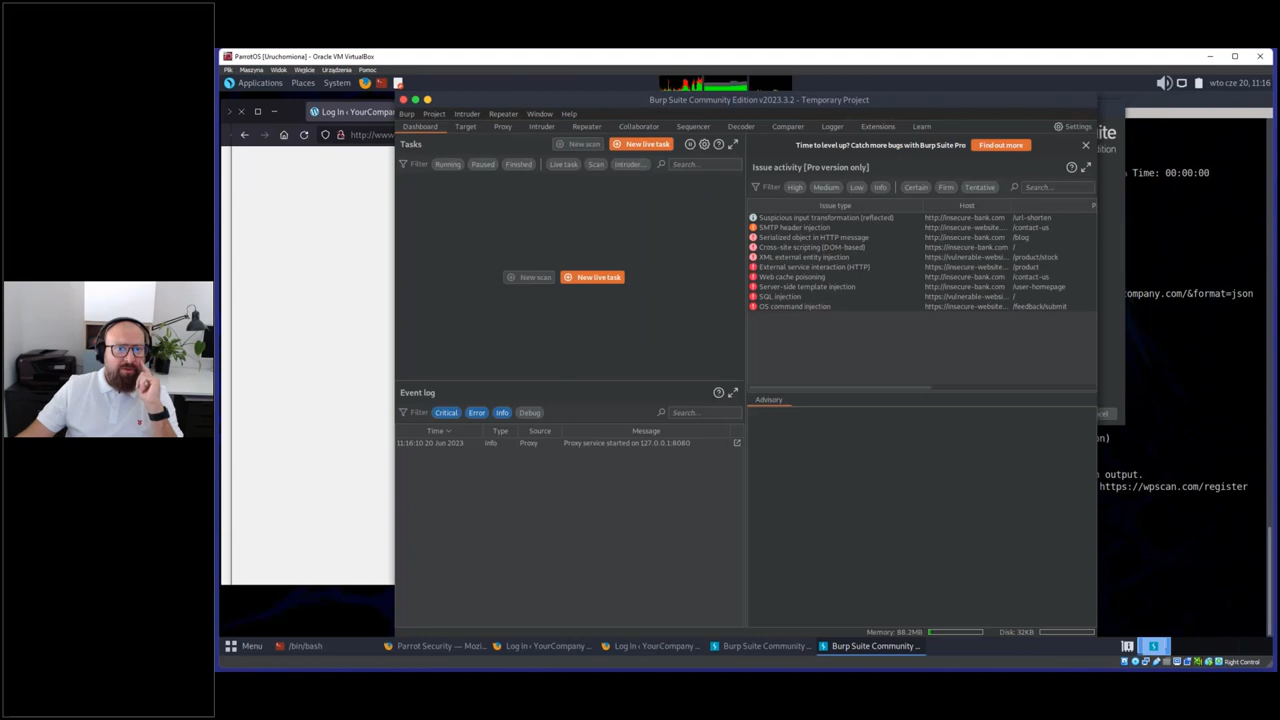 ParrotOS [Uruchomiona] - Oracle VM VirtualBox
Plik Maszyna Widok Wejście Urządzenia Pomoc
Applications Places System
wto cze 20, 11:16
Log In ‹ YourCompany
http://www
Burp Suite Community Edition v2023.3.2 - Temporary Project
Burp Project Intruder Repeater Window Help
Dashboard Target Proxy Intruder Repeater Collaborator Sequencer Decoder Comparer Logger Extensions Learn Settings
Tasks
New scan
New live task
Filter Running Paused Finished Live task Scan Intruder... Search...
New scan
New live task
Time to level up? Catch more bugs with Burp Suite Pro
Find out more
Issue activity [Pro version only]
Filter High Medium Low Info Certain Firm Tentative Search...
Issue type Host P
Suspicious input transformation (reflected) http://insecure-bank.com /url-shorten
SMTP header injection http://insecure-website.... /contact-us
Serialized object in HTTP message http://insecure-bank.com /blog
Cross-site scripting (DOM-based) http://insecure-bank.com /
XML external entity injection https://vulnerable-websi... /product/stock
External service interaction (HTTP) https://insecure-website.... /product
Web cache poisoning http://insecure-bank.com /contact-us
Server-side template injection http://insecure-bank.com /user-homepage
SQL injection https://vulnerable-websi... /
OS command injection https://insecure-website.... /feedback/submit
Event log
Filter Critical Error Info Debug Search...
Time Type Source Message
11:16:10 20 Jun 2023 Info Proxy Proxy service started on 127.0.0.1:8080
Advisory
Memory: 88.2MB
Disk: 32KB
Time: 00:00:00
company.com/&format=json
on)
n output.
https://wpscan.com/register
Menu
/bin/bash
Parrot Security — Mozi...
Log In ‹ YourCompany ...
Log In ‹ YourCompany ...
Burp Suite Community ...
Burp Suite Community ...
Right Control